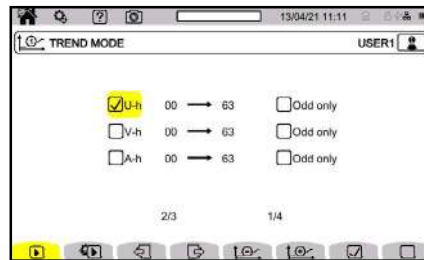 13/04/21 11:11
TREND MODE USER1
U-h 00 → 63 Odd only
V-h 00 → 63 Odd only
A-h 00 → 63 Odd only
2/3 1/4